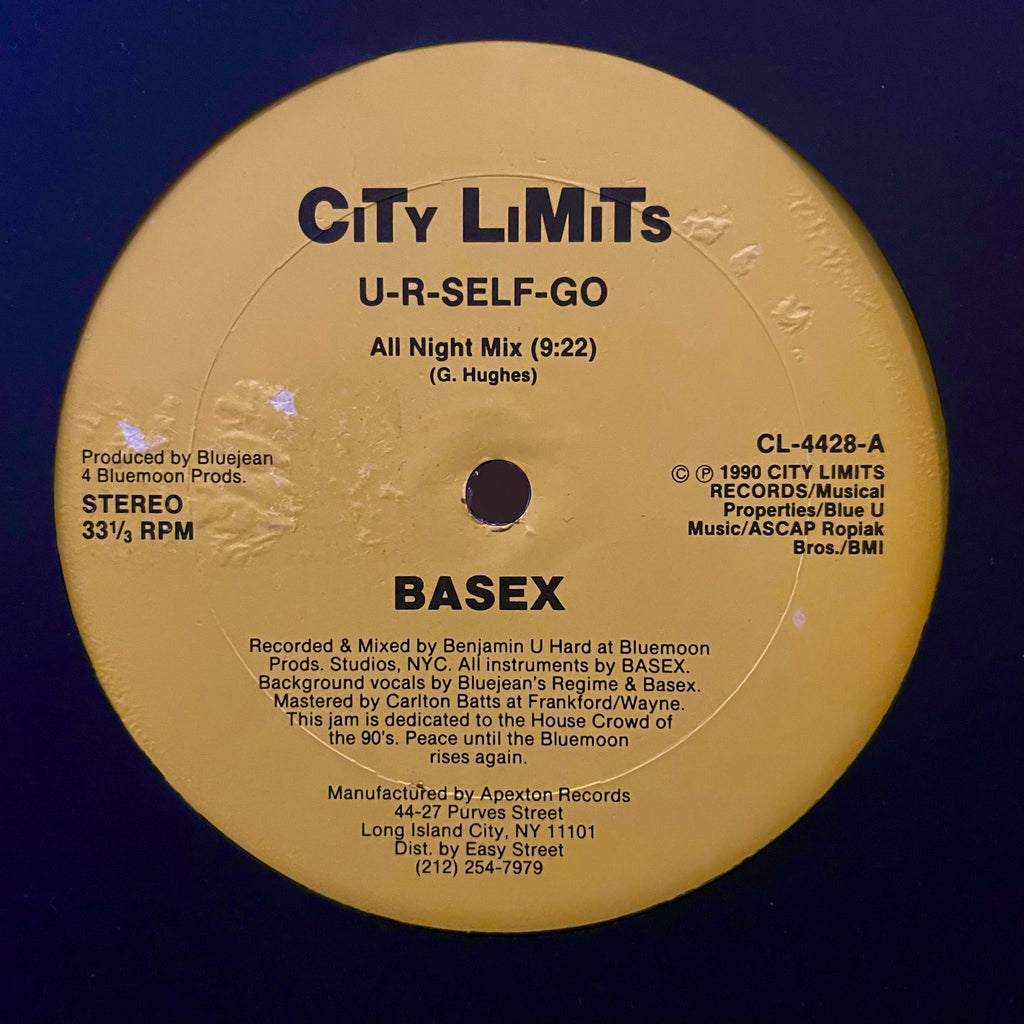 CiTy LiMiTs
U-R-SELF-GO
All Night Mix (9:22)
(G. Hughes)
Produced by Bluejean
4 Bluemoon Prods.
STEREO
33⅓ RPM
CL-4428-A
© ℗ 1990 CITY LIMITS
RECORDS/Musical
Properties/Blue U
Music/ASCAP Ropiak
Bros./BMI
BASEX
Recorded & Mixed by Benjamin U Hard at Bluemoon
Prods. Studios, NYC. All instruments by BASEX.
Background vocals by Bluejean's Regime & Basex.
Mastered by Carlton Batts at Frankford/Wayne.
This jam is dedicated to the House Crowd of
the 90's. Peace until the Bluemoon
rises again.
Manufactured by Apexton Records
44-27 Purves Street
Long Island City, NY 11101
Dist. by Easy Street
(212) 254-7979